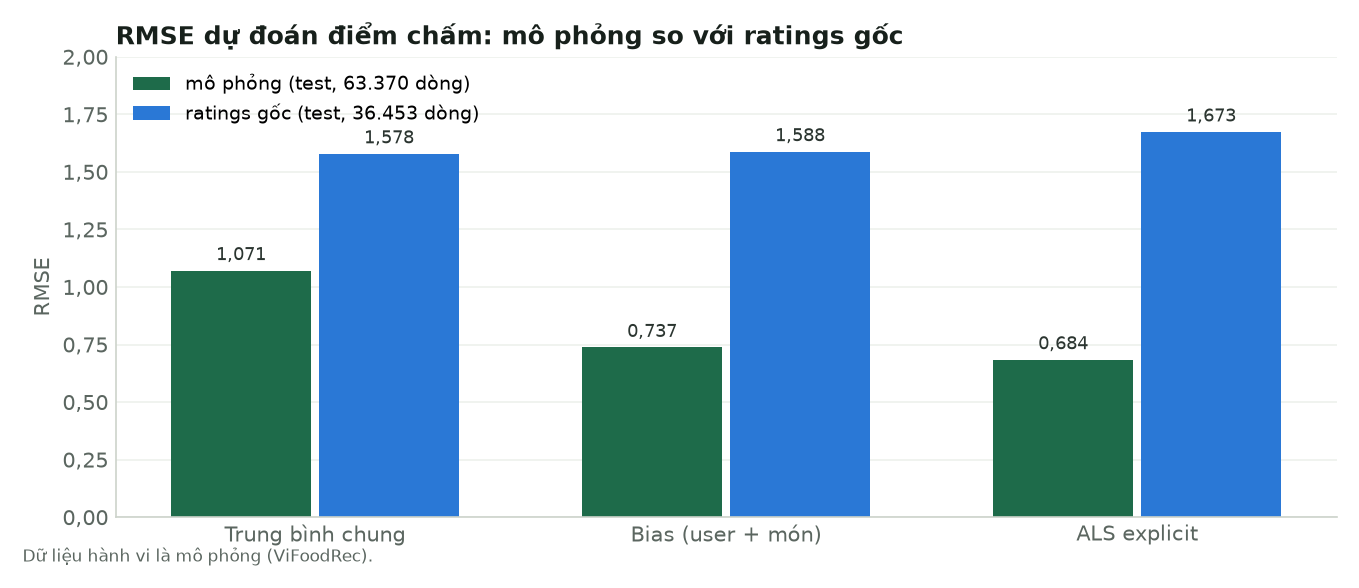 RMSE dự đoán điểm chấm: mô phỏng so với ratings gốc
mô phỏng (test, 63.370 dòng)
ratings gốc (test, 36.453 dòng)
RMSE
2,00
1,75
1,50
1,25
1,00
0,75
0,50
0,25
0,00
1,071
1,578
0,737
1,588
0,684
1,673
Trung bình chung
Bias (user + món)
ALS explicit
Dữ liệu hành vi là mô phỏng (ViFoodRec).